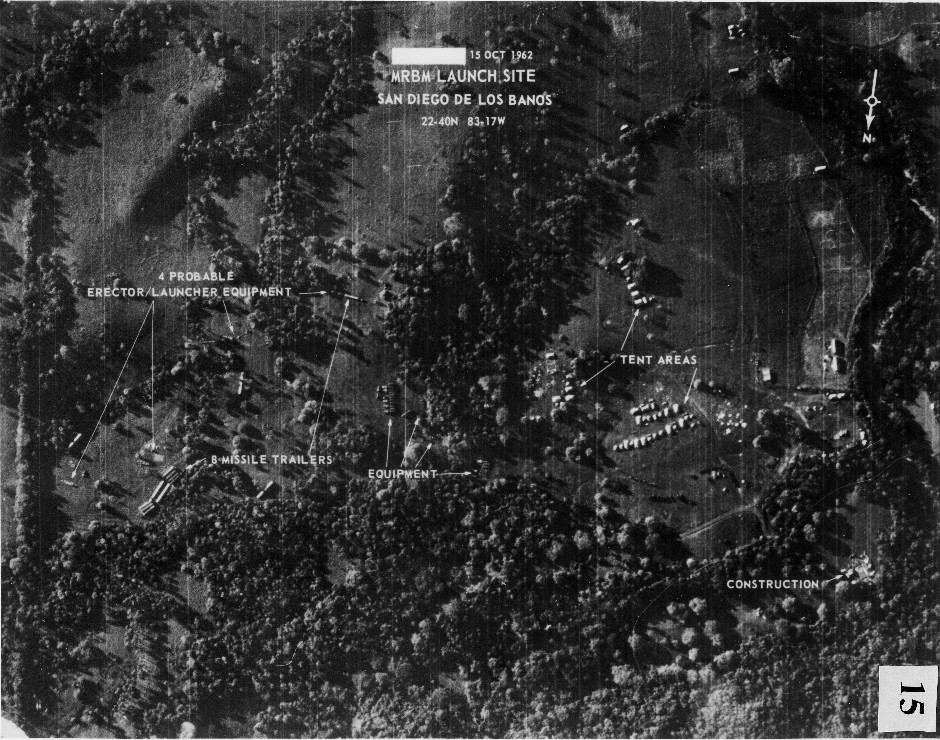 15 OCT 1962
MRBM LAUNCH SITE
SAN DIEGO DE LOS BANOS
22-40N 83-17W
N
4 PROBABLE
ERECTOR/LAUNCHER EQUIPMENT
TENT AREAS
8 MISSILE TRAILERS
EQUIPMENT
CONSTRUCTION
15